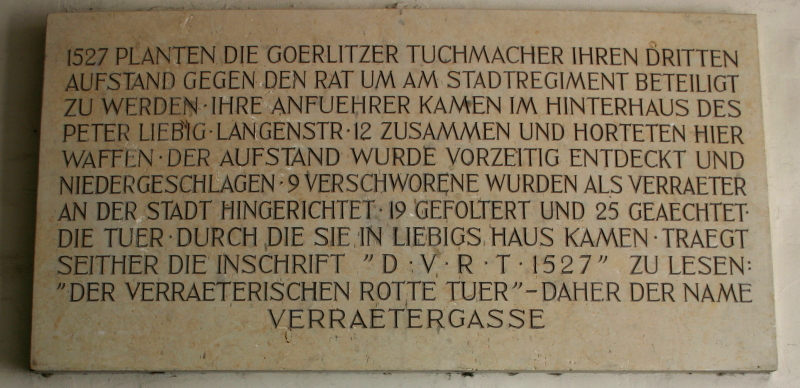 1527 PLANTEN DIE GOERLITZER TUCHMACHER IHREN DRITTEN
AUFSTAND GEGEN DEN RAT UM AM STADTREGIMENT BETEILIGT
ZU WERDEN · IHRE ANFUEHRER KAMEN IM HINTERHAUS DES
PETER LIEBIG · LANGENSTR · 12 ZUSAMMEN UND HORTETEN HIER
WAFFEN · DER AUFSTAND WURDE VORZEITIG ENTDECKT UND
NIEDERGESCHLAGEN · 9 VERSCHWORENE WURDEN ALS VERRAETER
AN DER STADT HINGERICHTET · 19 GEFOLTERT UND 25 GEAECHTET·
DIE TUER · DURCH DIE SIE IN LIEBIGS HAUS KAMEN · TRAEGT
SEITHER DIE INSCHRIFT "D · V · R · T · 1527" ZU LESEN:
"DER VERRAETERISCHEN ROTTE TUER"-DAHER DER NAME
VERRAETERGASSE